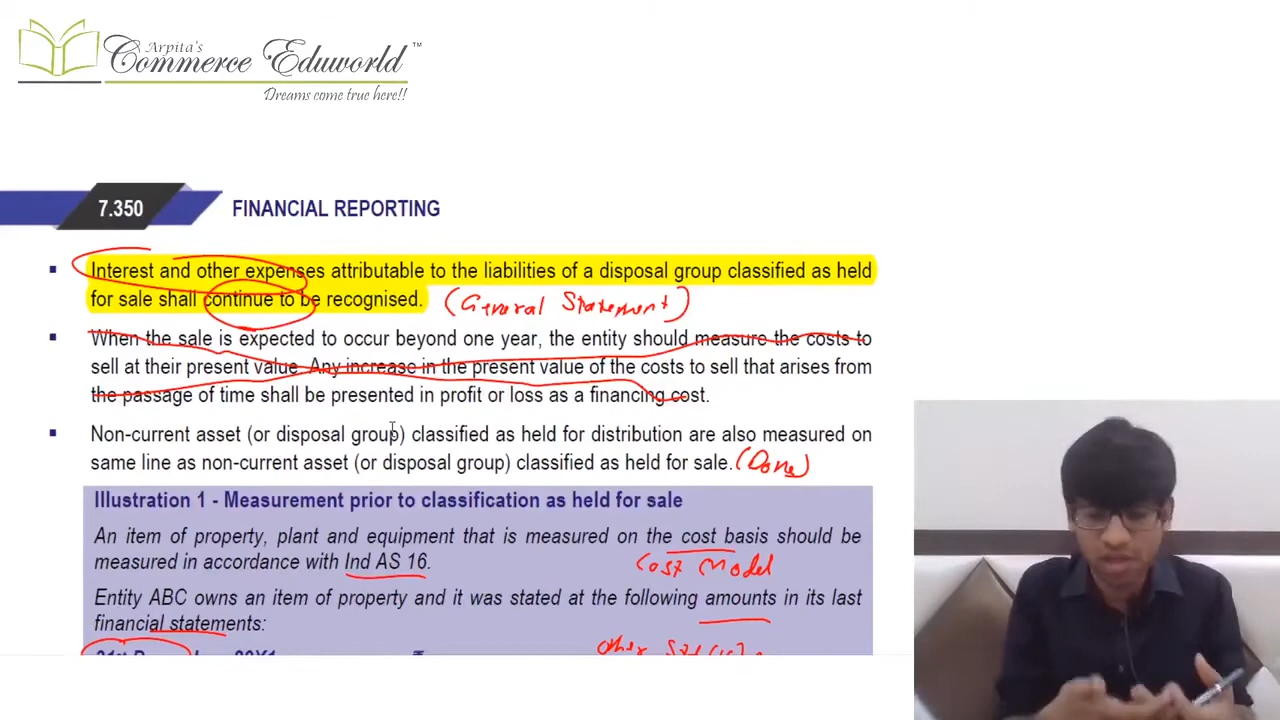 Arpita's
Commerce Eduworld™
Dreams come true here!!
7.350 FINANCIAL REPORTING
▪ Interest and other expenses attributable to the liabilities of a disposal group classified as held
for sale shall continue to be recognised. (General Statement)
▪ When the sale is expected to occur beyond one year, the entity should measure the costs to
sell at their present value. Any increase in the present value of the costs to sell that arises from
the passage of time shall be presented in profit or loss as a financing cost.
▪ Non-current asset (or disposal group) classified as held for distribution are also measured on
same line as non-current asset (or disposal group) classified as held for sale. (Done)
Illustration 1 - Measurement prior to classification as held for sale
An item of property, plant and equipment that is measured on the cost basis should be
measured in accordance with Ind AS 16. Cost Model
Entity ABC owns an item of property and it was stated at the following amounts in its last
financial statements: